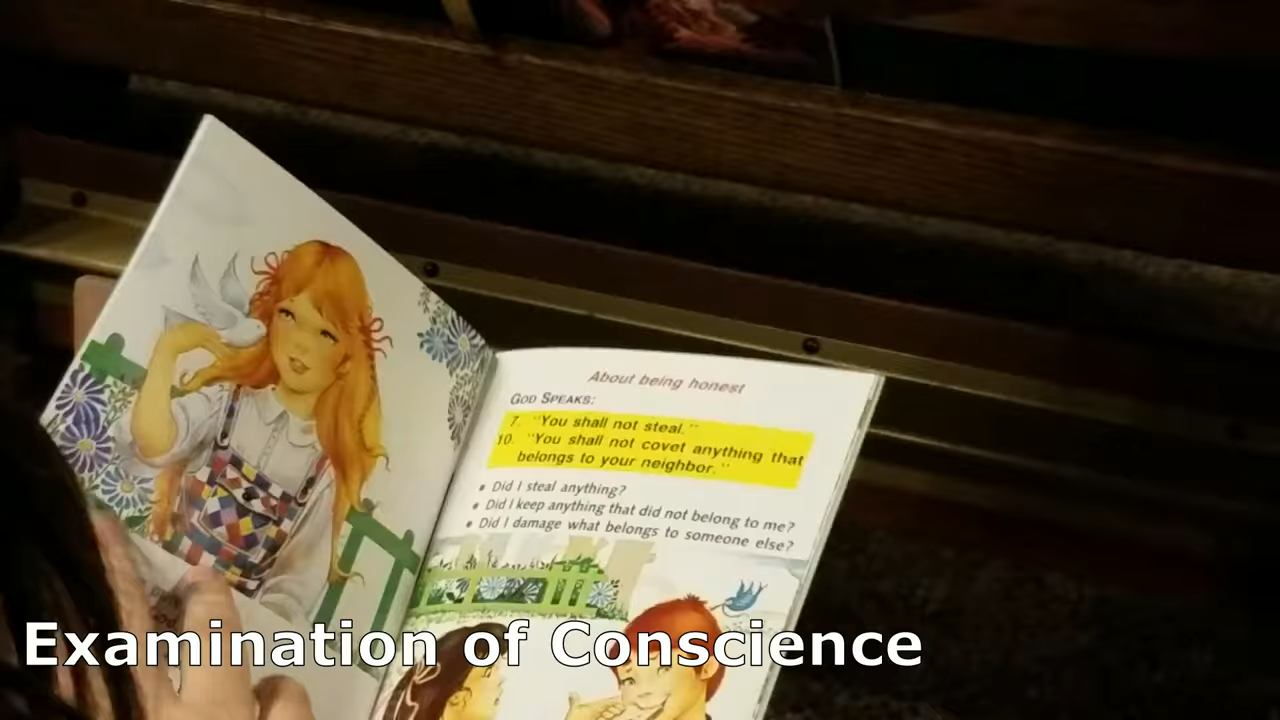 About being honest
GOD SPEAKS:
7. "You shall not steal."
10. "You shall not covet anything that
belongs to your neighbor."
• Did I steal anything?
• Did I keep anything that did not belong to me?
• Did I damage what belongs to someone else?
Examination of Conscience